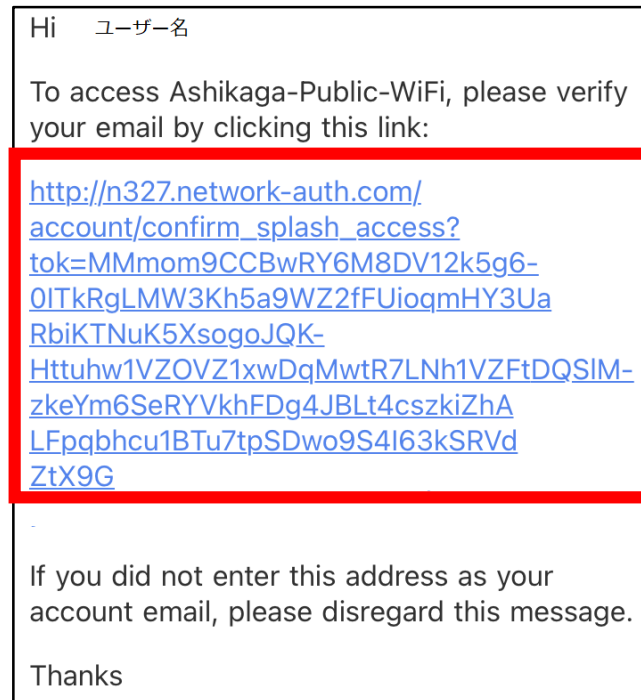 Hi ユーザー名
To access Ashikaga-Public-WiFi, please verify
your email by clicking this link:
http://n327.network-auth.com/
account/confirm_splash_access?
tok=MMmom9CCBwRY6M8DV12k5g6-
0ITkRgLMW3Kh5a9WZ2fFUioqmHY3Ua
RbiKTNuK5XsogoJQK-
Httuhw1VZOVZ1xwDqMwtR7LNh1VZFtDQSlM-
zkeYm6SeRYVkhFDg4JBLt4cszkiZhA
LFpqbhcu1BTu7tpSDwo9S4I63kSRVd
ZtX9G
If you did not enter this address as your
account email, please disregard this message.
Thanks